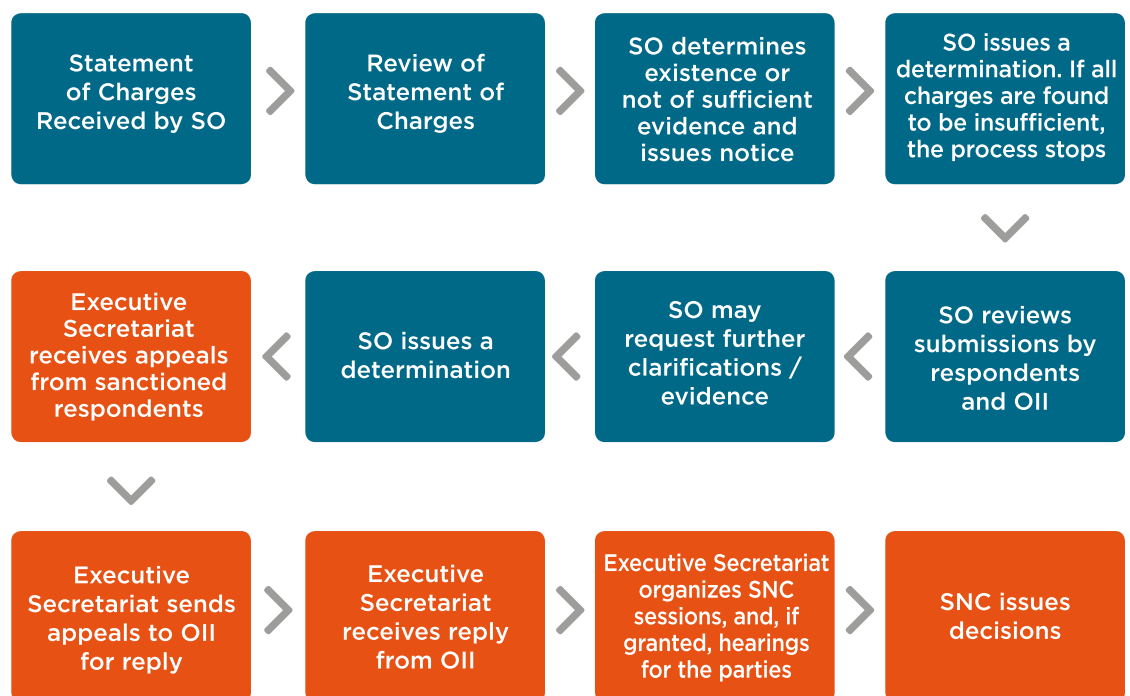 Statement
of Charges
Received by SO
Review of
Statement of
Charges
SO determines
existence or
not of sufficient
evidence and
issues notice
SO issues a
determination. If all
charges are found
to be insufficient,
the process stops
SO reviews
submissions by
respondents
and OII
SO may
request further
clarifications /
evidence
SO issues a
determination
Executive
Secretariat
receives appeals
from sanctioned
respondents
Executive
Secretariat sends
appeals to OII
for reply
Executive
Secretariat
receives reply
from OII
Executive Secretariat
organizes SNC
sessions, and, if
granted, hearings
for the parties
SNC issues
decisions